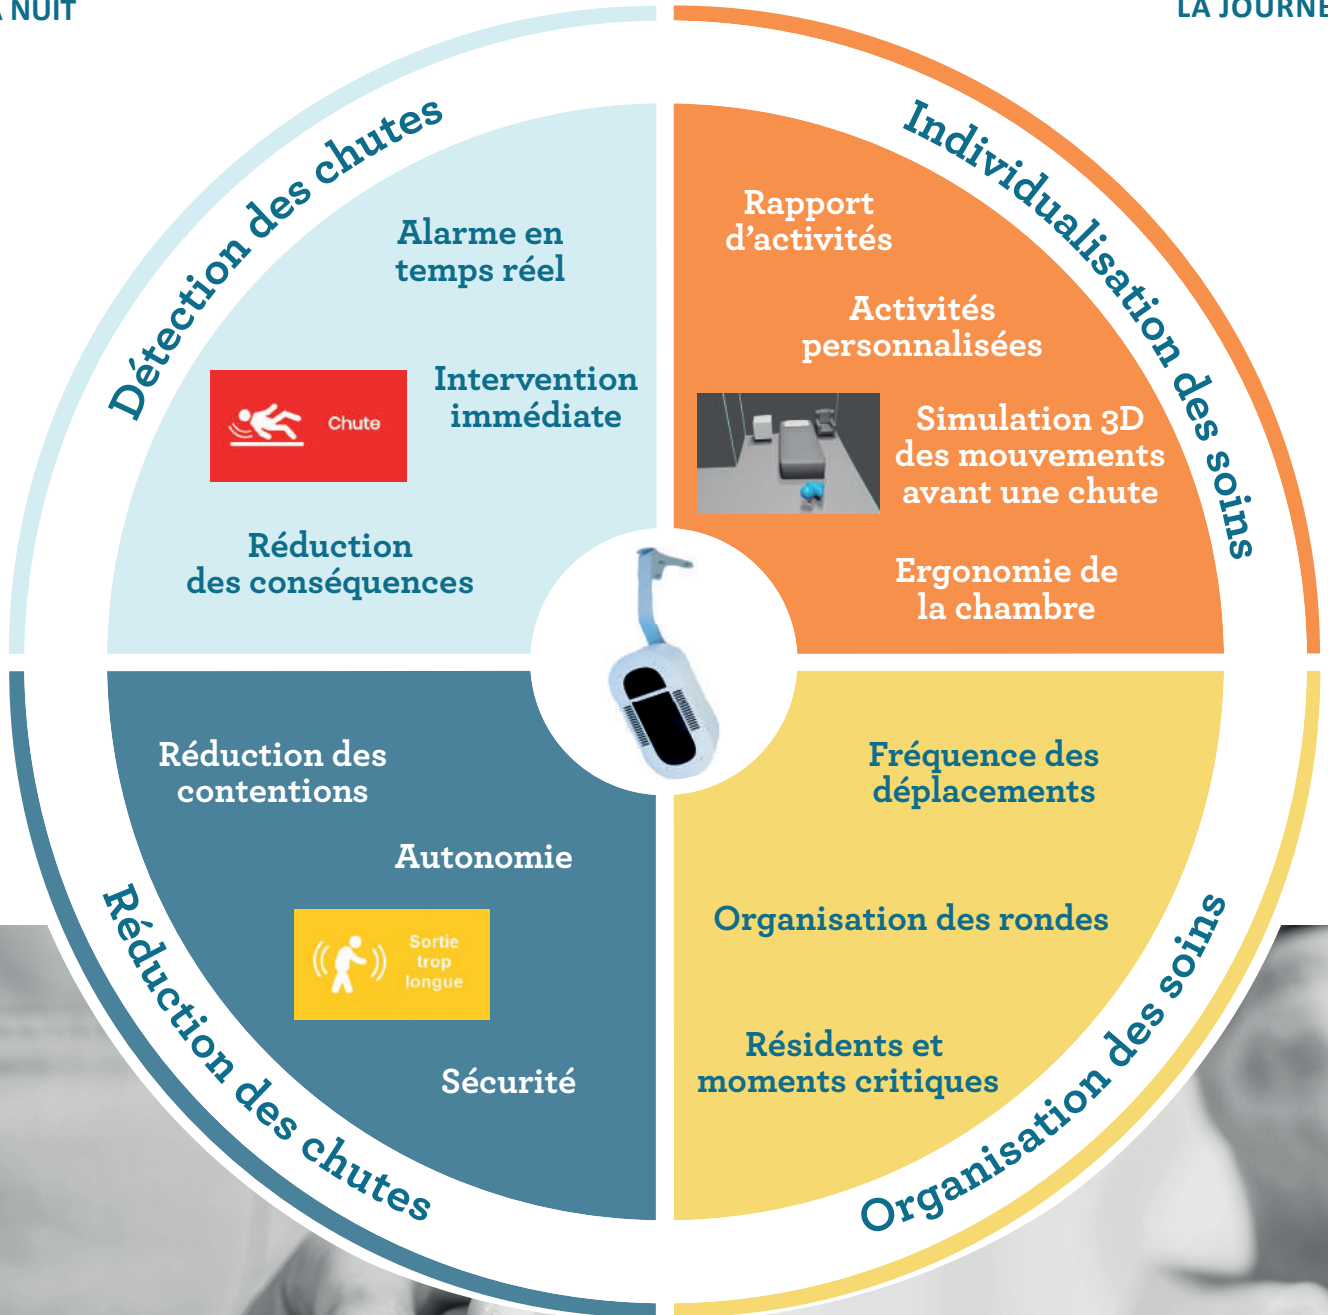 NUIT
LA JOURNE
Détection des chutes
Alarme en
temps réel
Intervention
immédiate
Chute
Réduction
des conséquences
Individualisation des soins
Rapport
d’activités
Activités
personnalisées
Simulation 3D
des mouvements
avant une chute
Ergonomie de
la chambre
Réduction des
contentions
Autonomie
Sortie
trop
longue
Sécurité
Réduction des chutes
Fréquence des
déplacements
Organisation des rondes
Résidents et
moments critiques
Organisation des soins